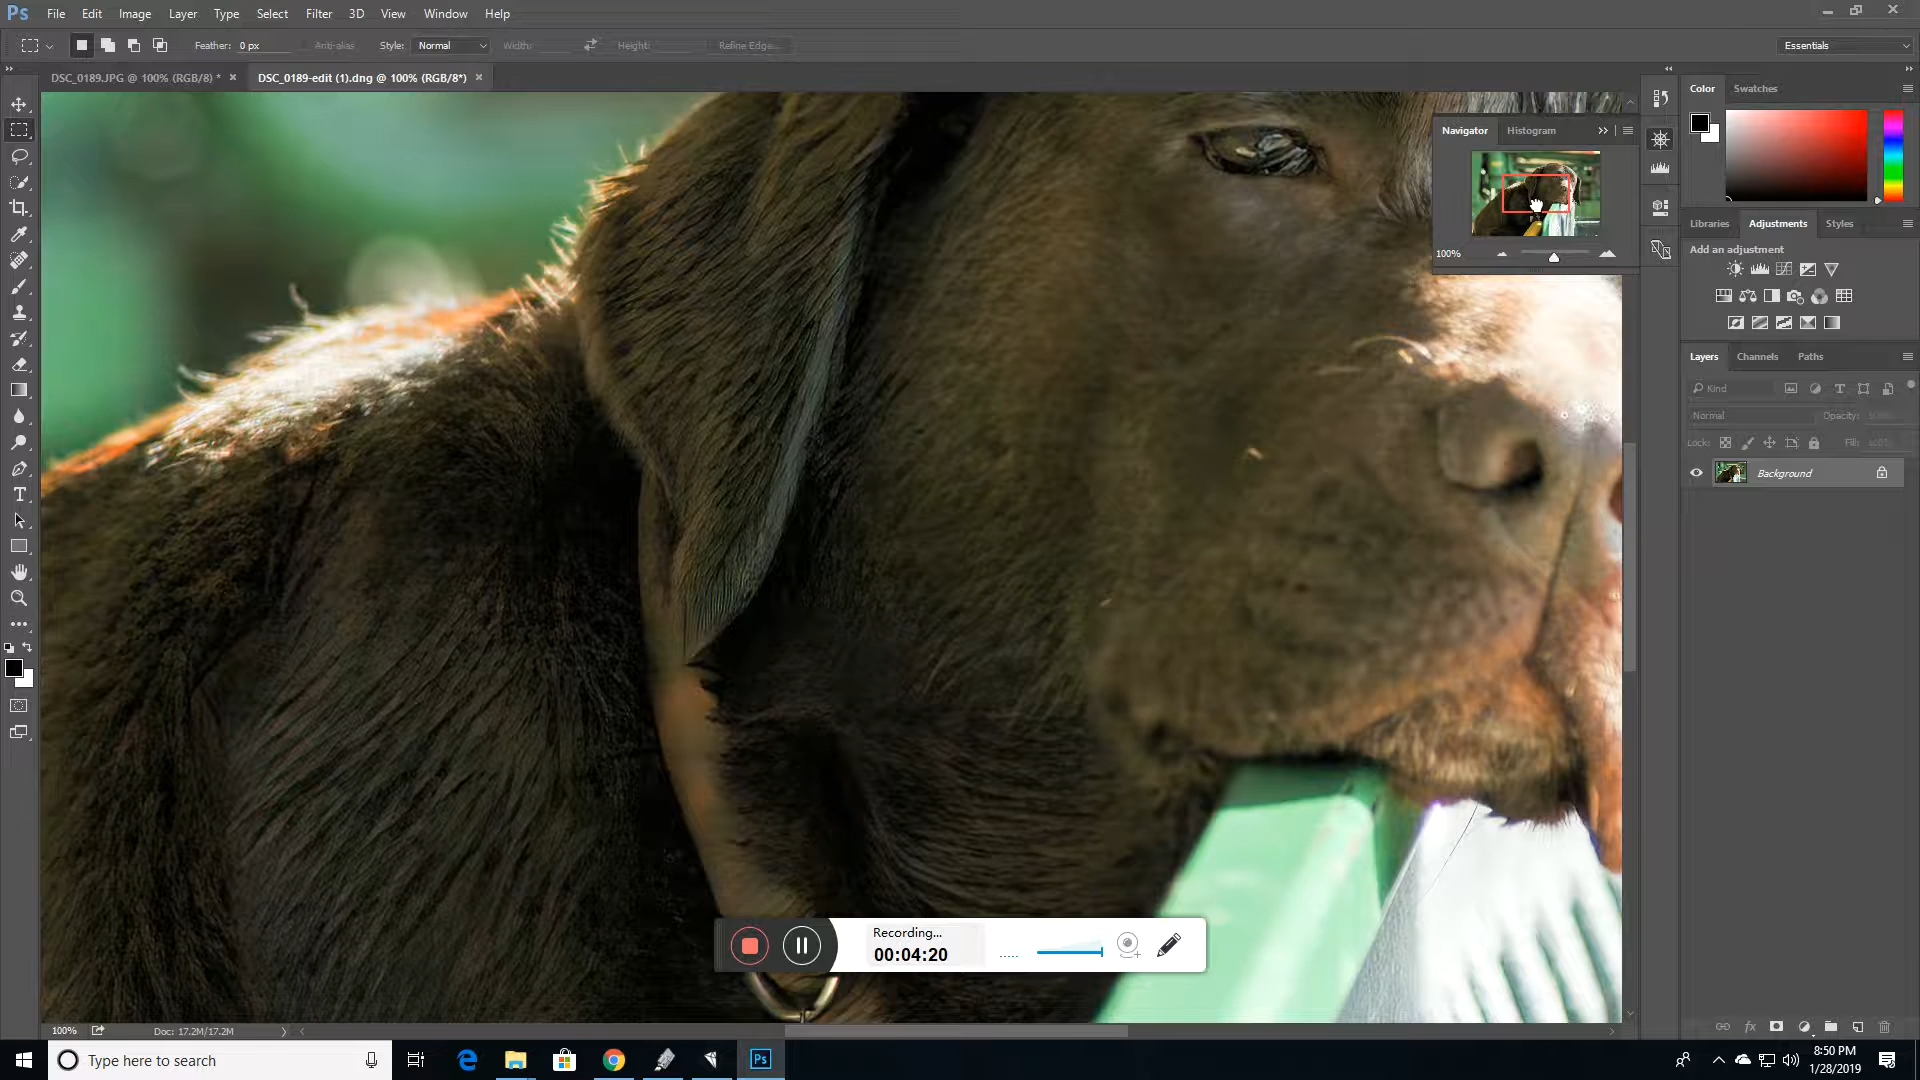 Ps File Edit Image Layer Type Select Filter 3D View Window Help
Feather: 0 px Anti-alias Style: Normal Width: Height: Refine Edge... Essentials
DSC_0189.JPG @ 100% (RGB/8) * × DSC_0189-edit (1).dng @ 100% (RGB/8*) ×
Color Swatches
Navigator Histogram
100%
Libraries Adjustments Styles
Add an adjustment
Layers Channels Paths
Kind
Normal Opacity:
Lock: Fill:
Background
Recording...
00:04:20
100% Doc: 17.2M/17.2M
Type here to search
Ps
8:50 PM
1/28/2019